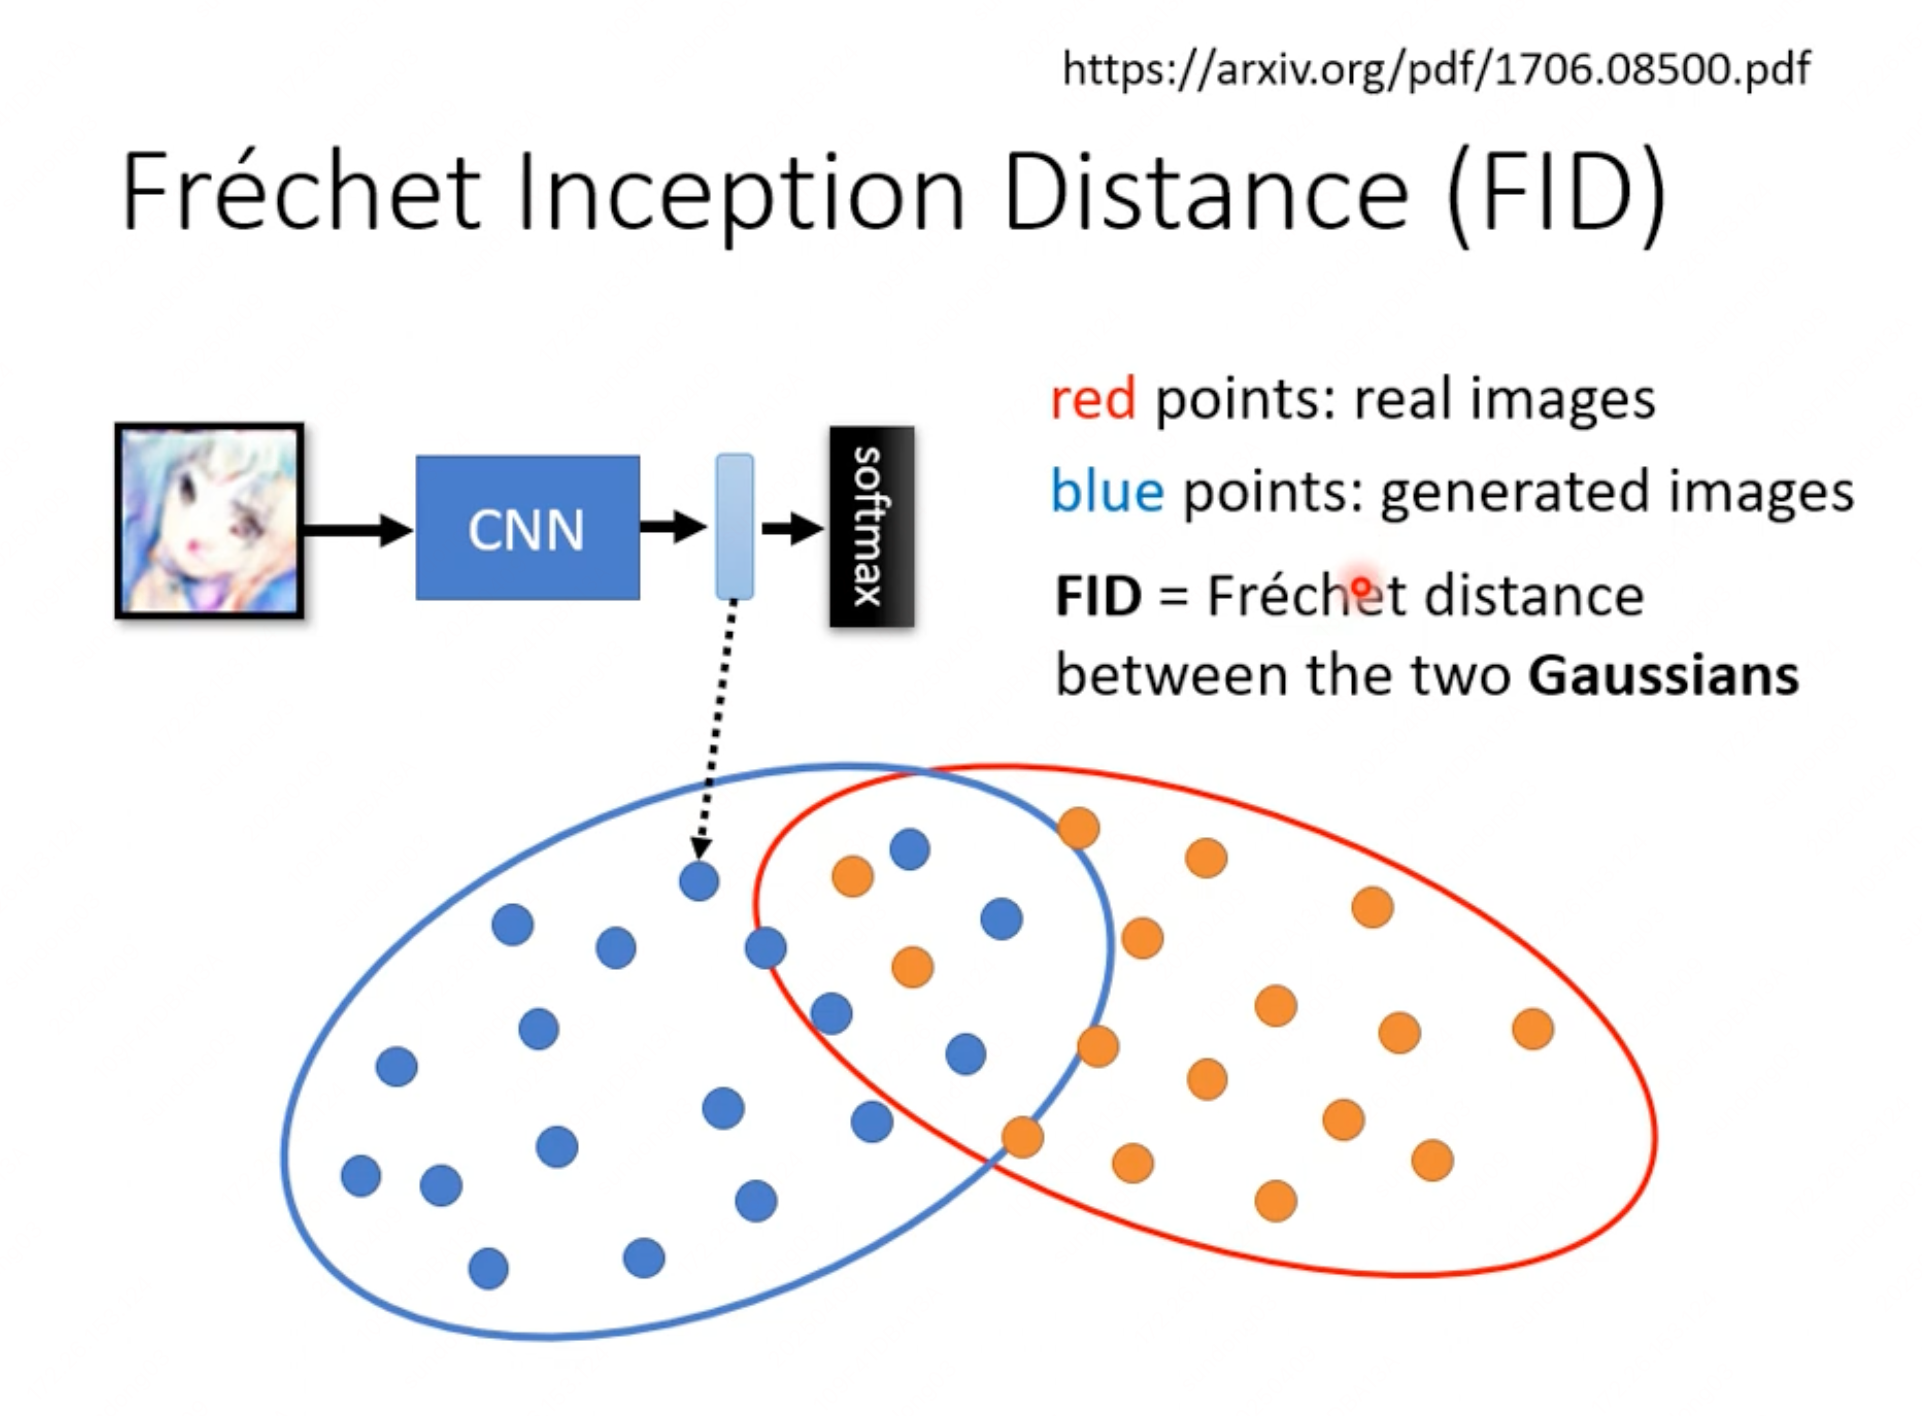 https://arxiv.org/pdf/1706.08500.pdf
Fréchet Inception Distance (FID)
CNN
softmax
red points: real images
blue points: generated images
FID = Fréchet distance
between the two Gaussians